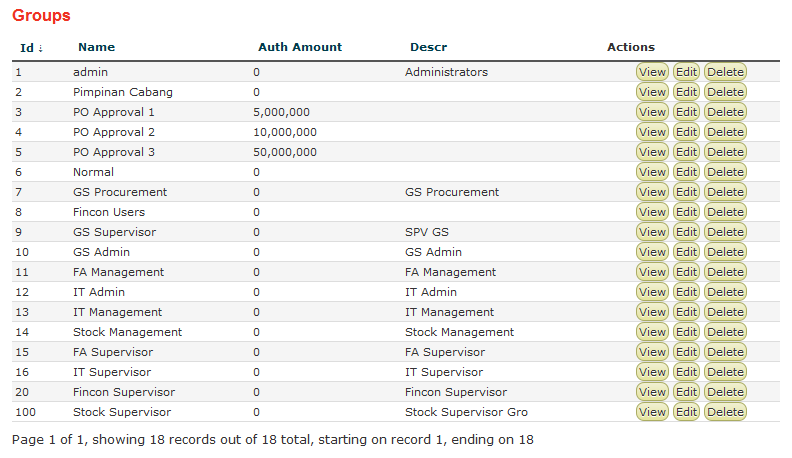 Groups
Id ↓ Name Auth Amount Descr Actions
1 admin 0 Administrators View Edit Delete
2 Pimpinan Cabang 0 View Edit Delete
3 PO Approval 1 5,000,000 View Edit Delete
4 PO Approval 2 10,000,000 View Edit Delete
5 PO Approval 3 50,000,000 View Edit Delete
6 Normal 0 View Edit Delete
7 GS Procurement 0 GS Procurement View Edit Delete
8 Fincon Users 0 View Edit Delete
9 GS Supervisor 0 SPV GS View Edit Delete
10 GS Admin 0 GS Admin View Edit Delete
11 FA Management 0 FA Management View Edit Delete
12 IT Admin 0 IT Admin View Edit Delete
13 IT Management 0 IT Management View Edit Delete
14 Stock Management 0 Stock Management View Edit Delete
15 FA Supervisor 0 FA Supervisor View Edit Delete
16 IT Supervisor 0 IT Supervisor View Edit Delete
20 Fincon Supervisor 0 Fincon Supervisor View Edit Delete
100 Stock Supervisor 0 Stock Supervisor Gro View Edit Delete
Page 1 of 1, showing 18 records out of 18 total, starting on record 1, ending on 18